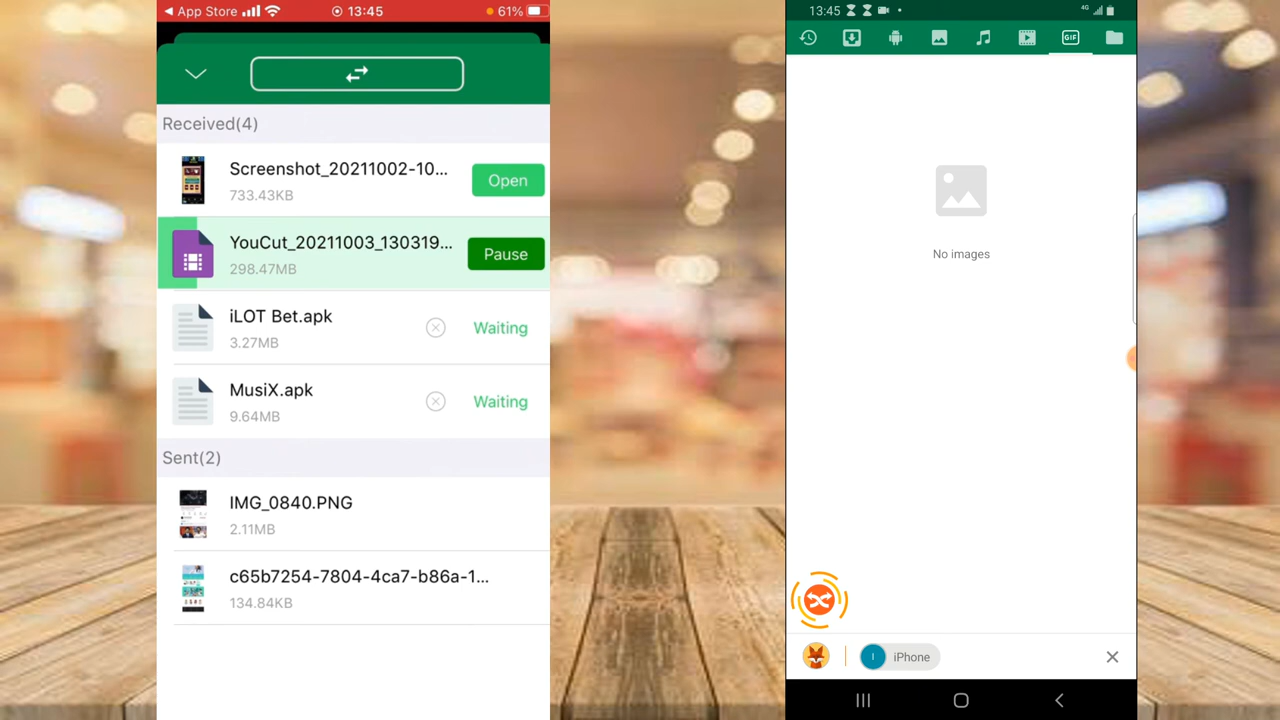 App Store
13:45
61%
Received(4)
Screenshot_20211002-10...
733.43KB
Open
YouCut_20211003_130319...
298.47MB
Pause
iLOT Bet.apk
3.27MB
Waiting
MusiX.apk
9.64MB
Waiting
Sent(2)
IMG_0840.PNG
2.11MB
c65b7254-7804-4ca7-b86a-1...
134.84KB
13:45
4G
GIF
No images
I
iPhone